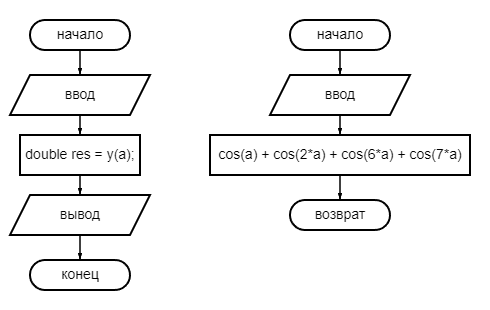 начало
ввод
double res = y(a);
вывод
конец
начало
ввод
cos(a) + cos(2*a) + cos(6*a) + cos(7*a)
возврат